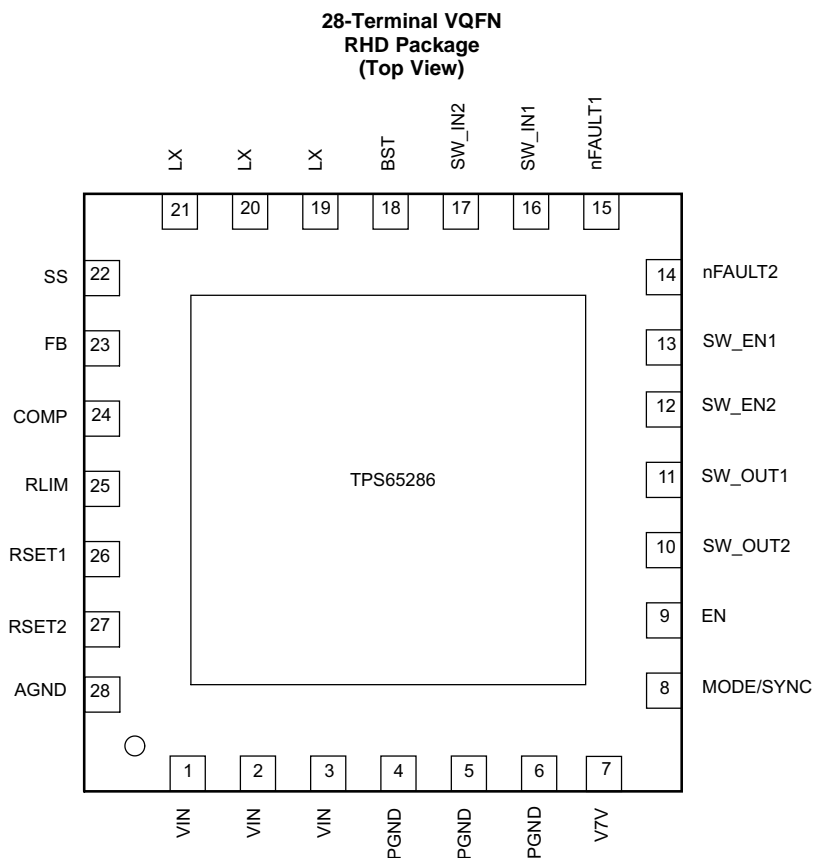 28-Terminal VQFN
RHD Package
(Top View)
LX
LX
LX
BST
SW_IN2
SW_IN1
nFAULT1
21
20
19
18
17
16
15
SS
22
14
nFAULT2
FB
23
13
SW_EN1
COMP
24
12
SW_EN2
RLIM
25
TPS65286
11
SW_OUT1
RSET1
26
10
SW_OUT2
RSET2
27
9
EN
AGND
28
8
MODE/SYNC
1
2
3
4
5
6
7
VIN
VIN
VIN
PGND
PGND
PGND
V7V